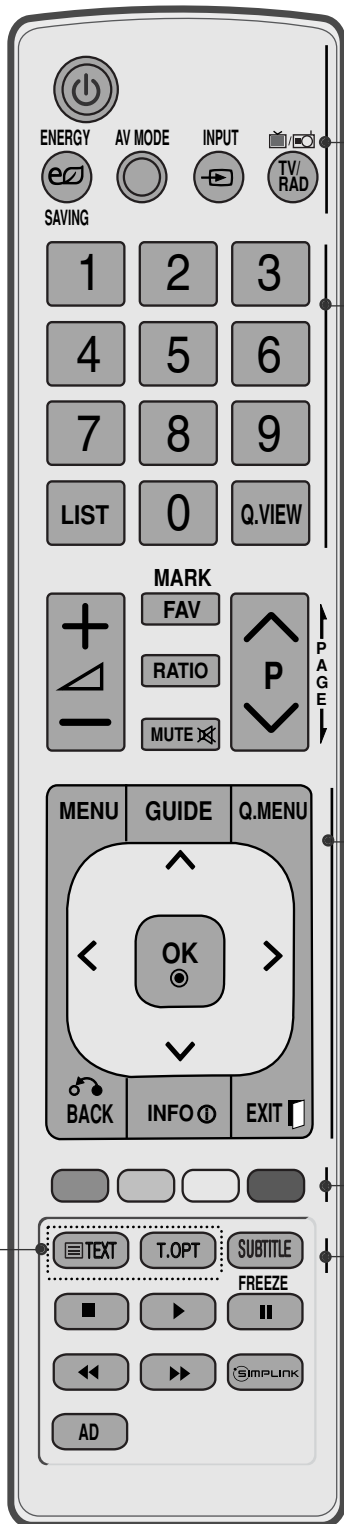 ENERGY AV MODE INPUT
TV/
RAD
SAVING
1 2 3
4 5 6
7 8 9
LIST 0 Q.VIEW
MARK
FAV
RATIO P
MUTE
PAGE
MENU GUIDE Q.MENU
OK
BACK INFO EXIT
TEXT T.OPT SUBTITLE
FREEZE
SIMPLINK
AD